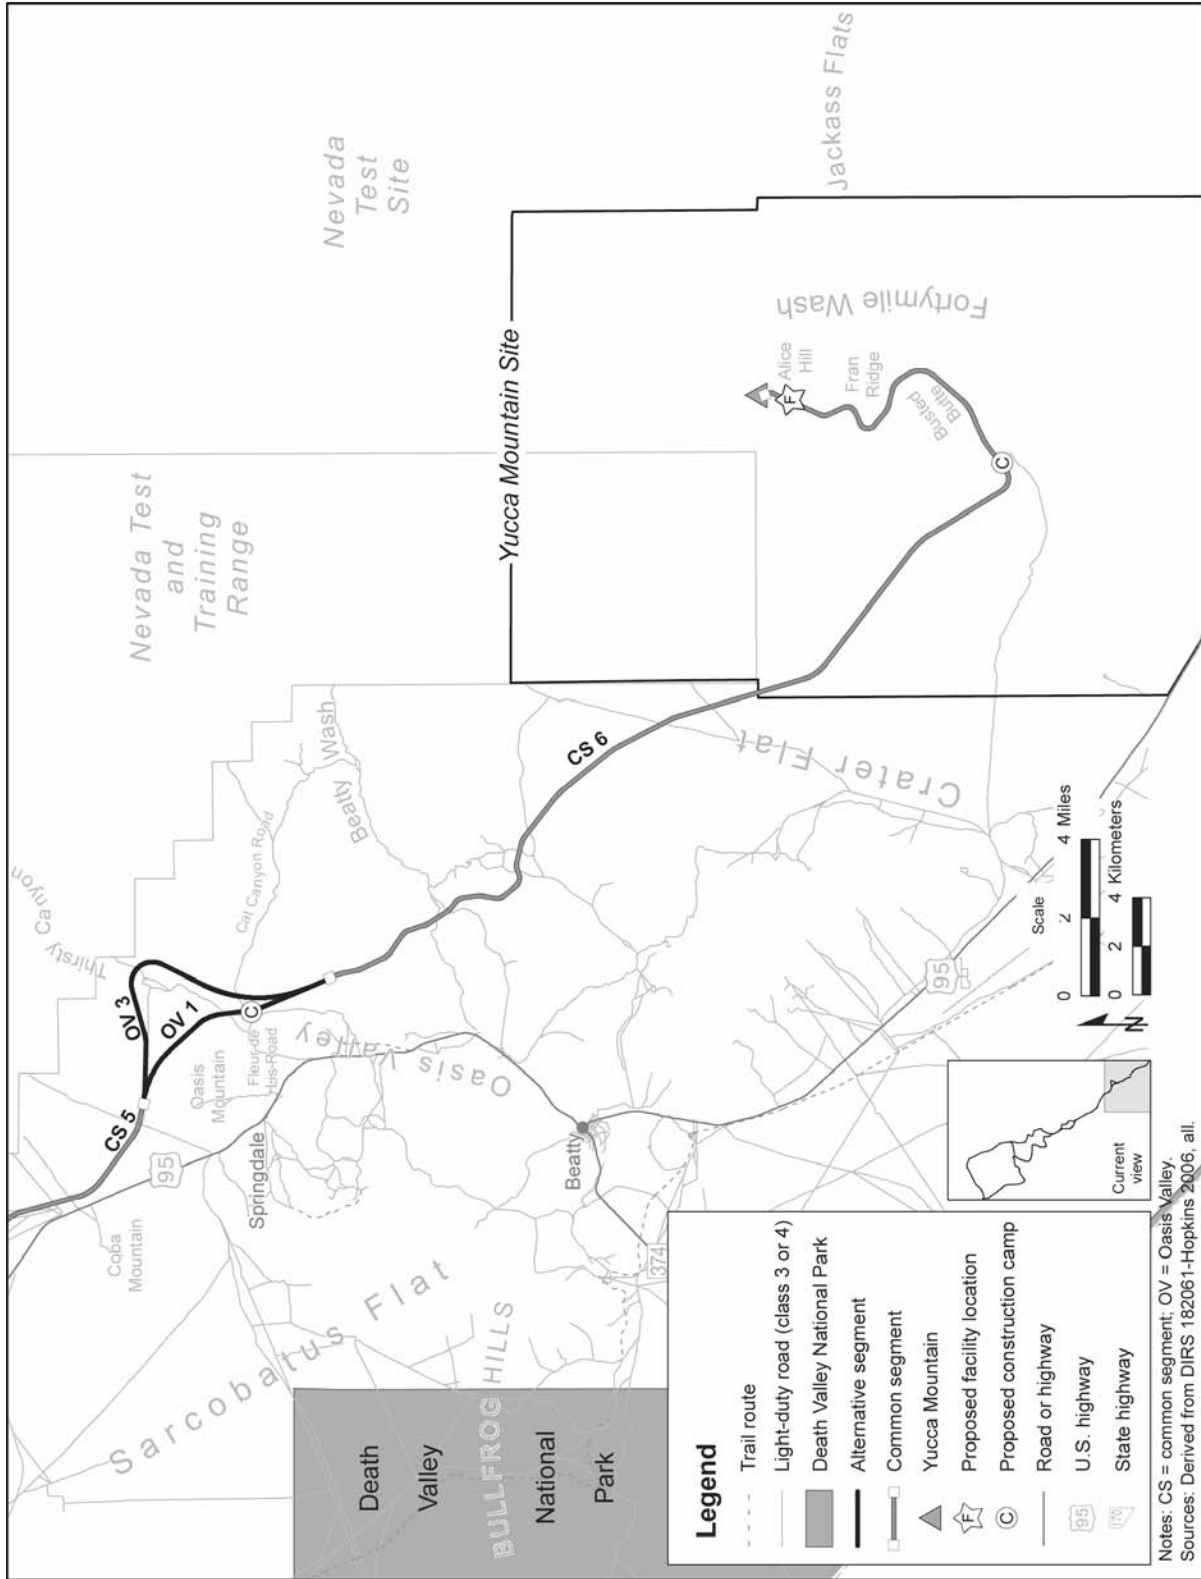 Nevada
Test
Site
Jackass Flats
Nevada Test
and
Training
Range
Yucca Mountain Site
Fortymile Wash
Alice
Hill
F
Fran
Ridge
Busted
Butte
C
Thirsty Canyon
Cat Canyon Road
Beatty Wash
CS 6
Crater Flat
OV 3
OV 1
C
CS 5
Oasis
Mountain
Fleur de
Lis Road
Oasis Valley
95
Springdale
Coba
Mountain
Sarcobatus Flat
Beatty
95
374
BULLFROG HILLS
Death
Valley
National
Park
Scale
0 2 4 Miles
0 2 4 Kilometers
N
Current
view
Legend
Trail route
Light-duty road (class 3 or 4)
Death Valley National Park
Alternative segment
Common segment
Yucca Mountain
F Proposed facility location
C Proposed construction camp
Road or highway
95 U.S. highway
170 State highway
Notes: CS = common segment; OV = Oasis Valley.
Sources: Derived from DIRS 182061-Hopkins 2006, all.